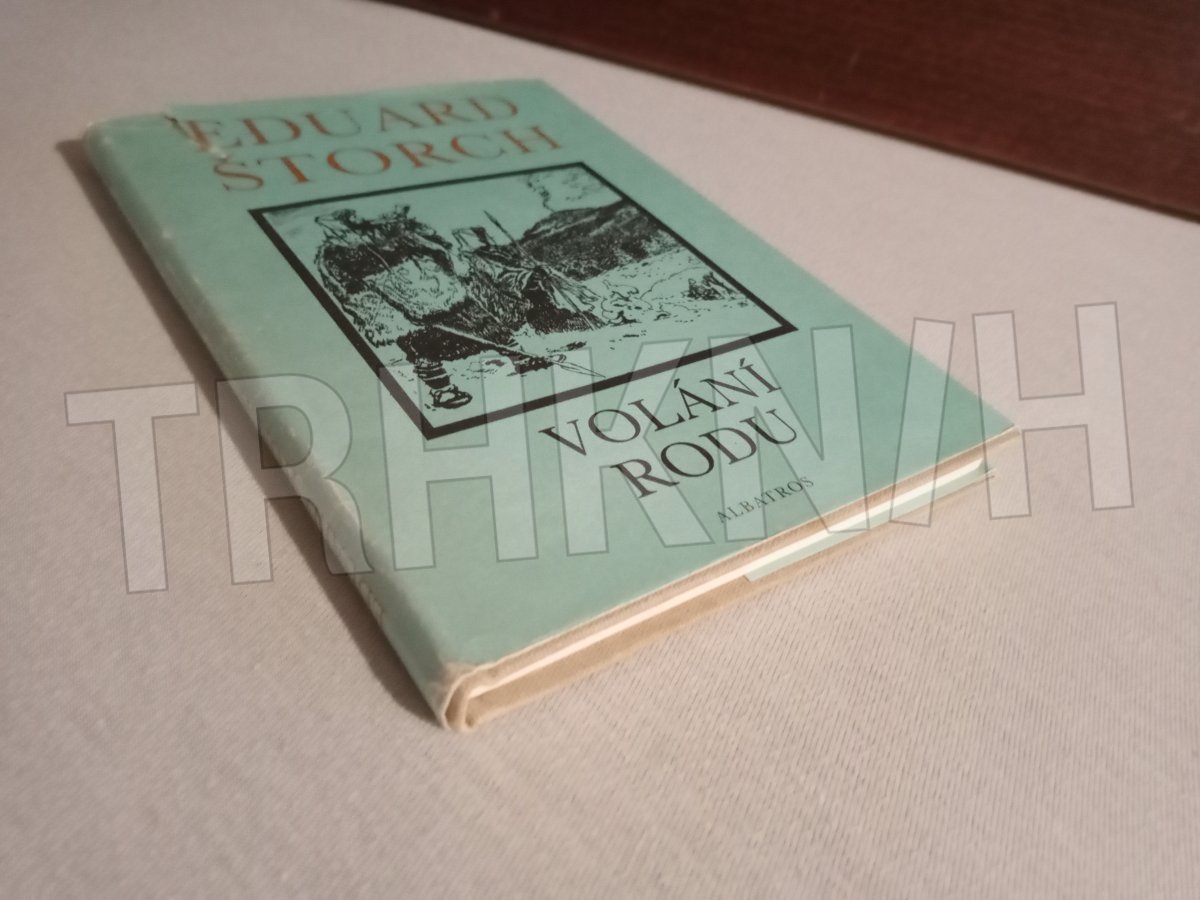 EDUARD
ŠTORCH
VOLÁNÍ
RODU
ALBATROS
TRHKNIH